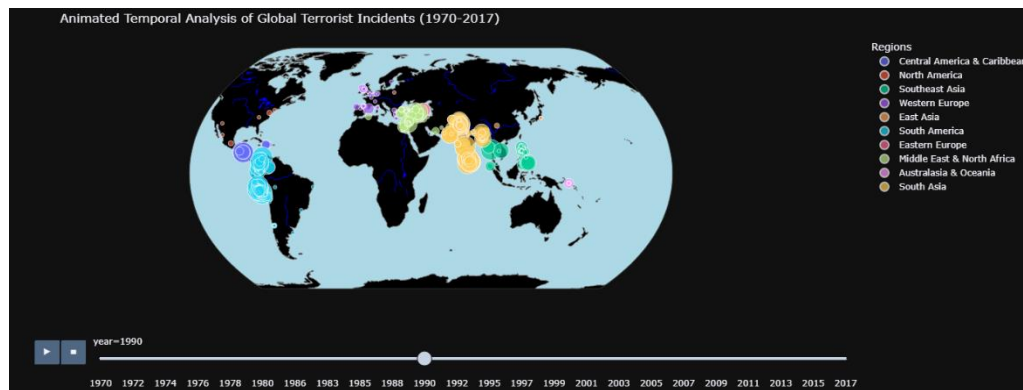 Animated Temporal Analysis of Global Terrorist Incidents (1970-2017)
Regions
Central America & Caribbean
North America
Southeast Asia
Western Europe
East Asia
South America
Eastern Europe
Middle East & North Africa
Australasia & Oceania
South Asia
year=1990
1970 1972 1974 1976 1978 1980 1986 1983 1985 1988 1990 1992 1995 1997 1999 2001 2003 2005 2007 2009 2011 2013 2015 2017